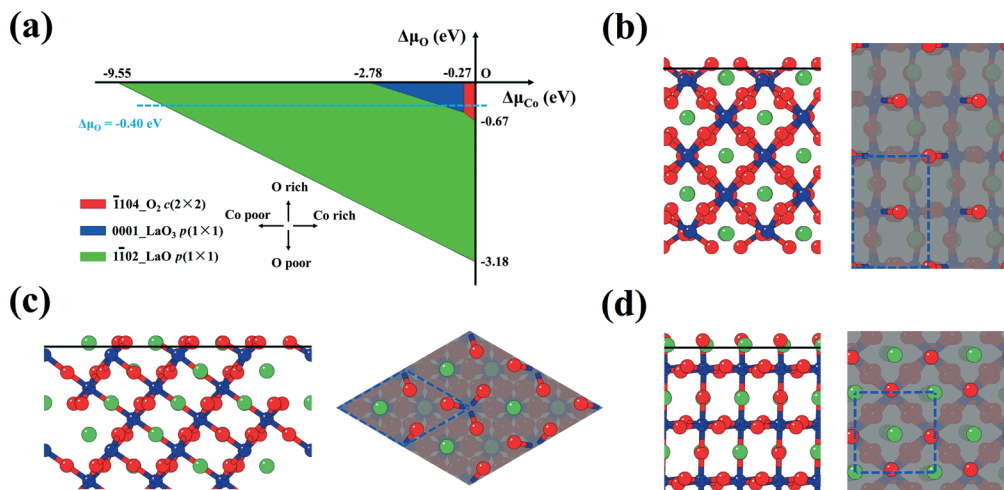 (a)
Δμ_O (eV)
-9.55
-2.78
-0.27
O
Δμ_Co (eV)
Δμ_O = -0.40 eV
-0.67
O rich
Co poor
Co rich
O poor
1̄104_O₂ c(2×2)
0001_LaO₃ p(1×1)
11̄02_LaO p(1×1)
-3.18
(b)
(c)
(d)